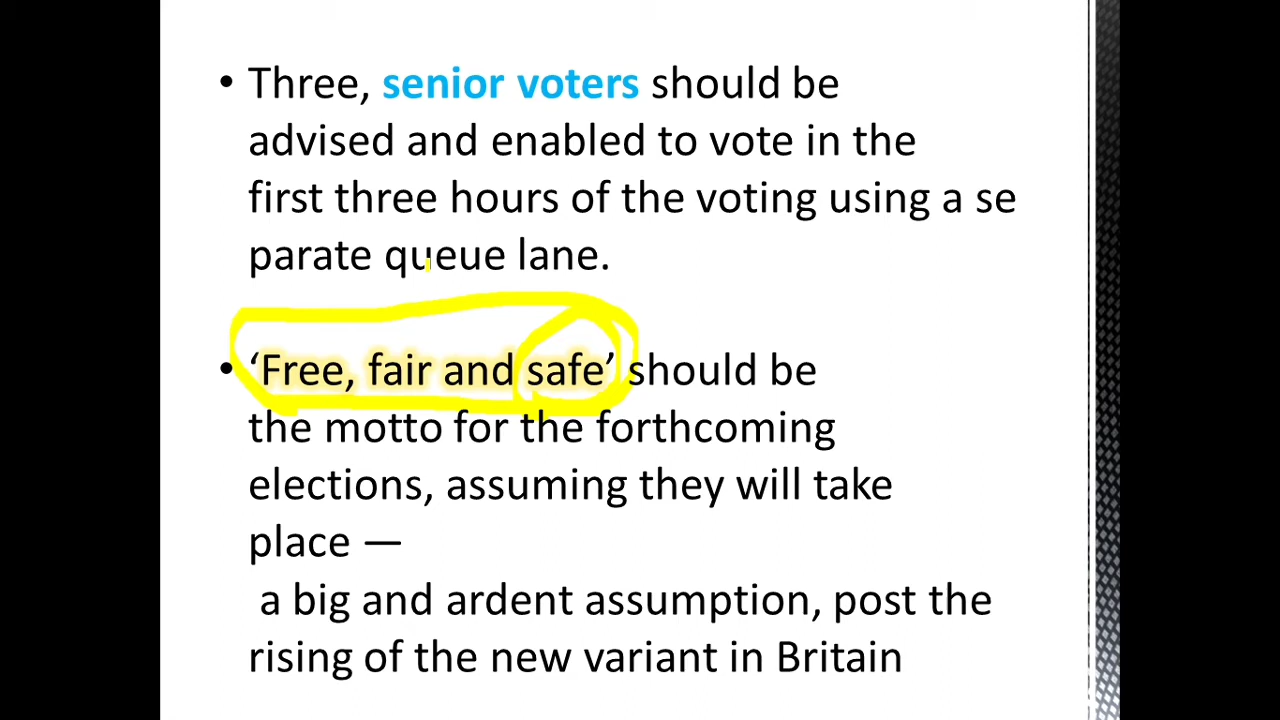 • Three, senior voters should be
advised and enabled to vote in the
first three hours of the voting using a se
parate queue lane.
• ‘Free, fair and safe’ should be
the motto for the forthcoming
elections, assuming they will take
place —
a big and ardent assumption, post the
rising of the new variant in Britain